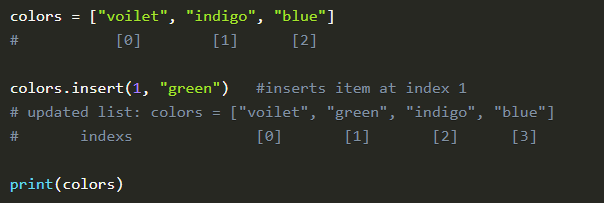 colors = ["voilet", "indigo", "blue"]
#           [0]        [1]      [2]
colors.insert(1, "green")   #inserts item at index 1
# updated list: colors = ["voilet", "green", "indigo", "blue"]
#       indexs              [0]       [1]       [2]      [3]
print(colors)